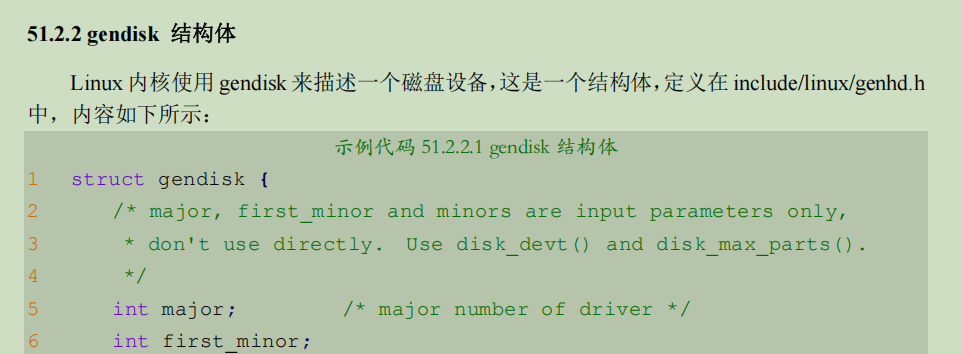 51.2.2 gendisk 结构体
Linux 内核使用 gendisk 来描述一个磁盘设备，这是一个结构体，定义在 include/linux/genhd.h
中，内容如下所示：
示例代码 51.2.2.1 gendisk 结构体
1 struct gendisk {
2 /* major, first_minor and minors are input parameters only,
3 * don't use directly. Use disk_devt() and disk_max_parts().
4 */
5 int major; /* major number of driver */
6 int first_minor;